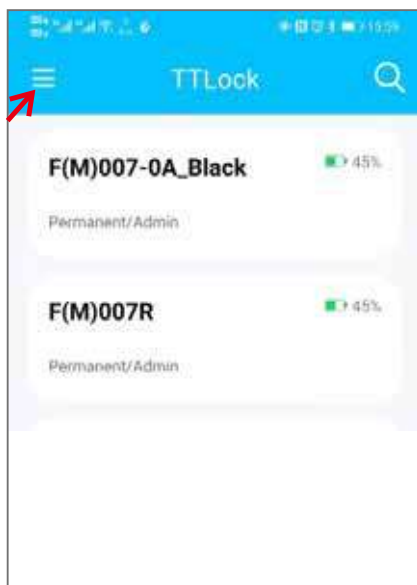 TTLock
F(M)007-0A_Black
45%
Permanent/Admin
F(M)007R
45%
Permanent/Admin